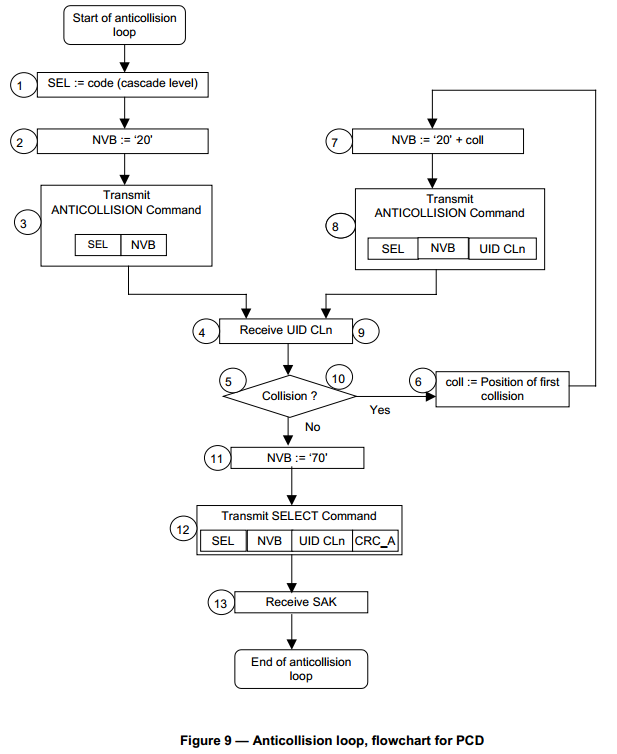 Start of anticollision
loop
1
SEL := code (cascade level)
2
NVB := ‘20’
7
NVB := ‘20’ + coll
3
Transmit
ANTICOLLISION Command
SEL NVB
8
Transmit
ANTICOLLISION Command
SEL NVB UID CLn
4
Receive UID CLn
9
5
Collision ?
10
Yes
No
6
coll := Position of first
collision
11
NVB := ‘70’
12
Transmit SELECT Command
SEL NVB UID CLn CRC_A
13
Receive SAK
End of anticollision
loop
Figure 9 — Anticollision loop, flowchart for PCD